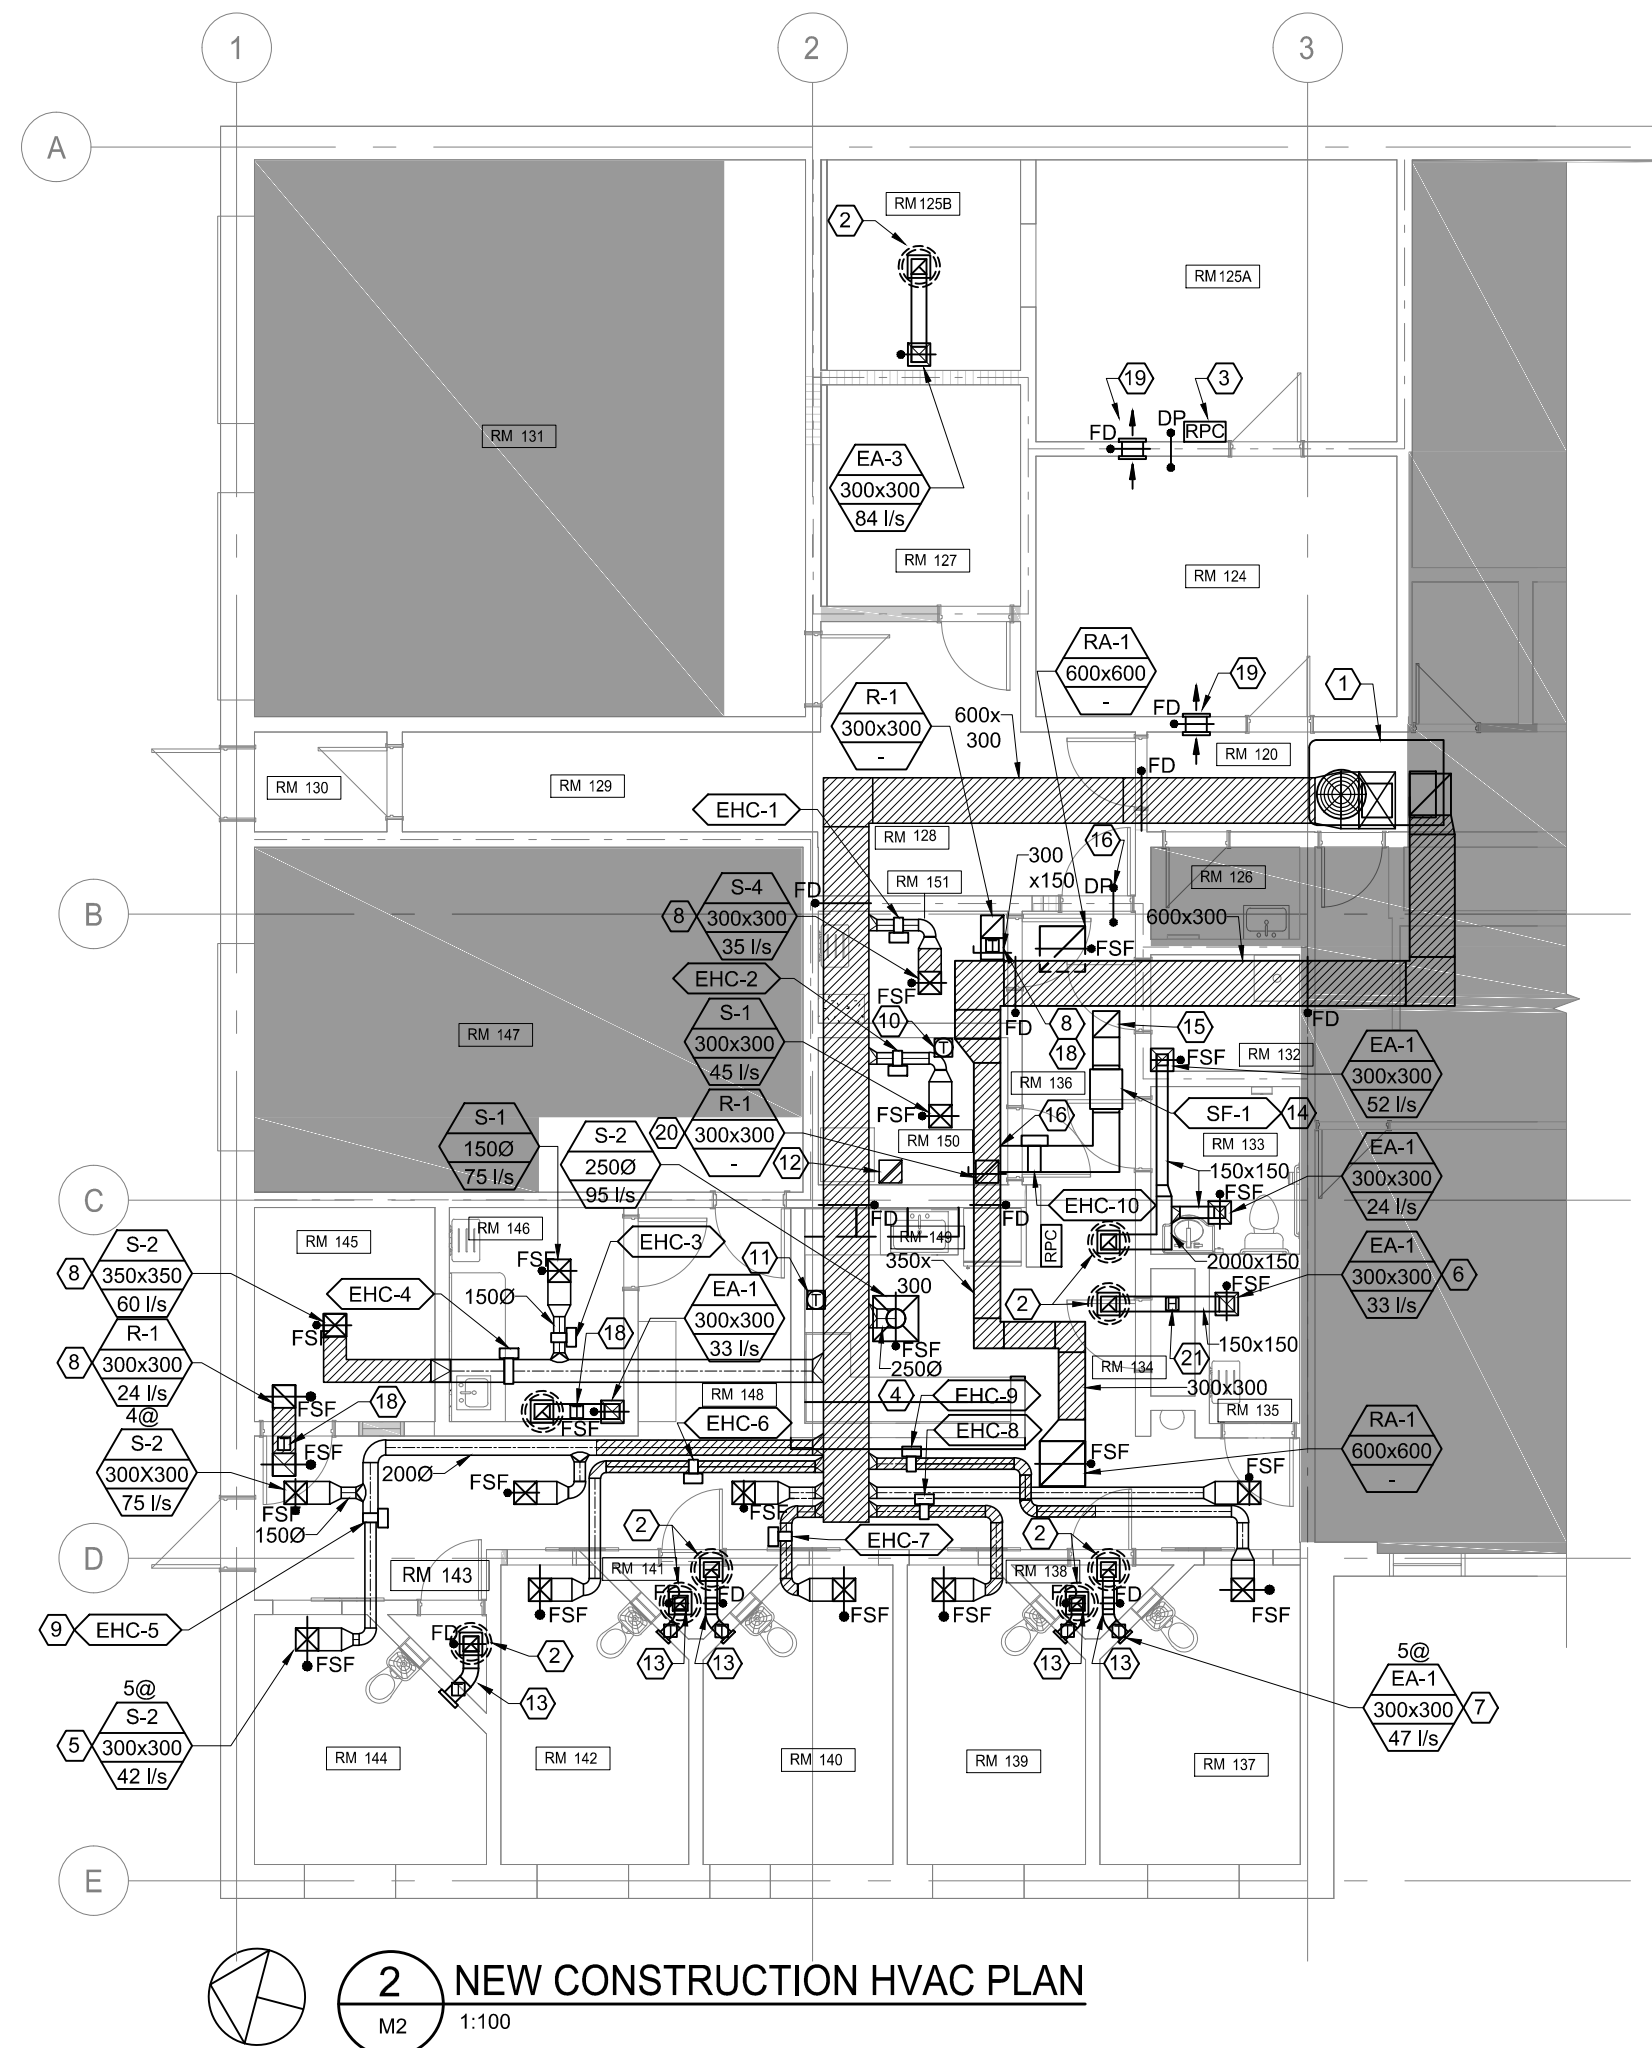 1
2
3
A
RM 125B
2
RM 125A
19
3
DP
FD
RPC
RM 131
EA-3
300x300
84 l/s
RM 127
RM 124
RA-1
600x600
-
19
1
R-1
300x300
-
600x
300
FD
RM 120
FD
RM 130
RM 129
EHC-1
RM 128
16
300
x150
RM 151
DP
RM 126
B
S-4
300x300
35 l/s
8
FD
600x300
FSF
EHC-2
FSF
S-1
300x300
45 l/s
10
T
FD
8
15
FD
RM 147
18
FSF
RM 132
EA-1
300x300
52 l/s
RM 136
R-1
300x300
-
20
FSF
16
SF-1
14
S-1
150Ø
75 l/s
S-2
250Ø
95 l/s
RM 150
RM 133
12
150x150
EA-1
300x300
24 l/s
C
FSF
EHC-10
FD
FD
RM 145
RM 146
EHC-3
RM 149
RPC
S-2
350x350
60 l/s
8
FSF
11
350x
300
2000x150
EA-1
300x300
33 l/s
6
EHC-4
150Ø
EA-1
300x300
33 l/s
T
2
FSF
R-1
300x300
24 l/s
8
FSF
18
FSF
250Ø
150x150
21
RM 134
RM 148
4
EHC-9
300x300
18
FSF
FSF
EHC-6
EHC-8
RM 135
RA-1
600x600
-
4@
S-2
300X300
75 l/s
FSF
200Ø
FSF
FSF
FSF
FSF
FSF
150Ø
2
EHC-7
2
D
RM 143
RM 141
RM 138
FD
FD
FD
FD
9
EHC-5
FSF
FD
2
FSF
FSF
FSF
FSF
13
13
13
13
13
5@
S-2
300x300
42 l/s
5
5@
EA-1
300x300
47 l/s
7
RM 144
RM 142
RM 140
RM 139
RM 137
E
2
M2
NEW CONSTRUCTION HVAC PLAN
1:100